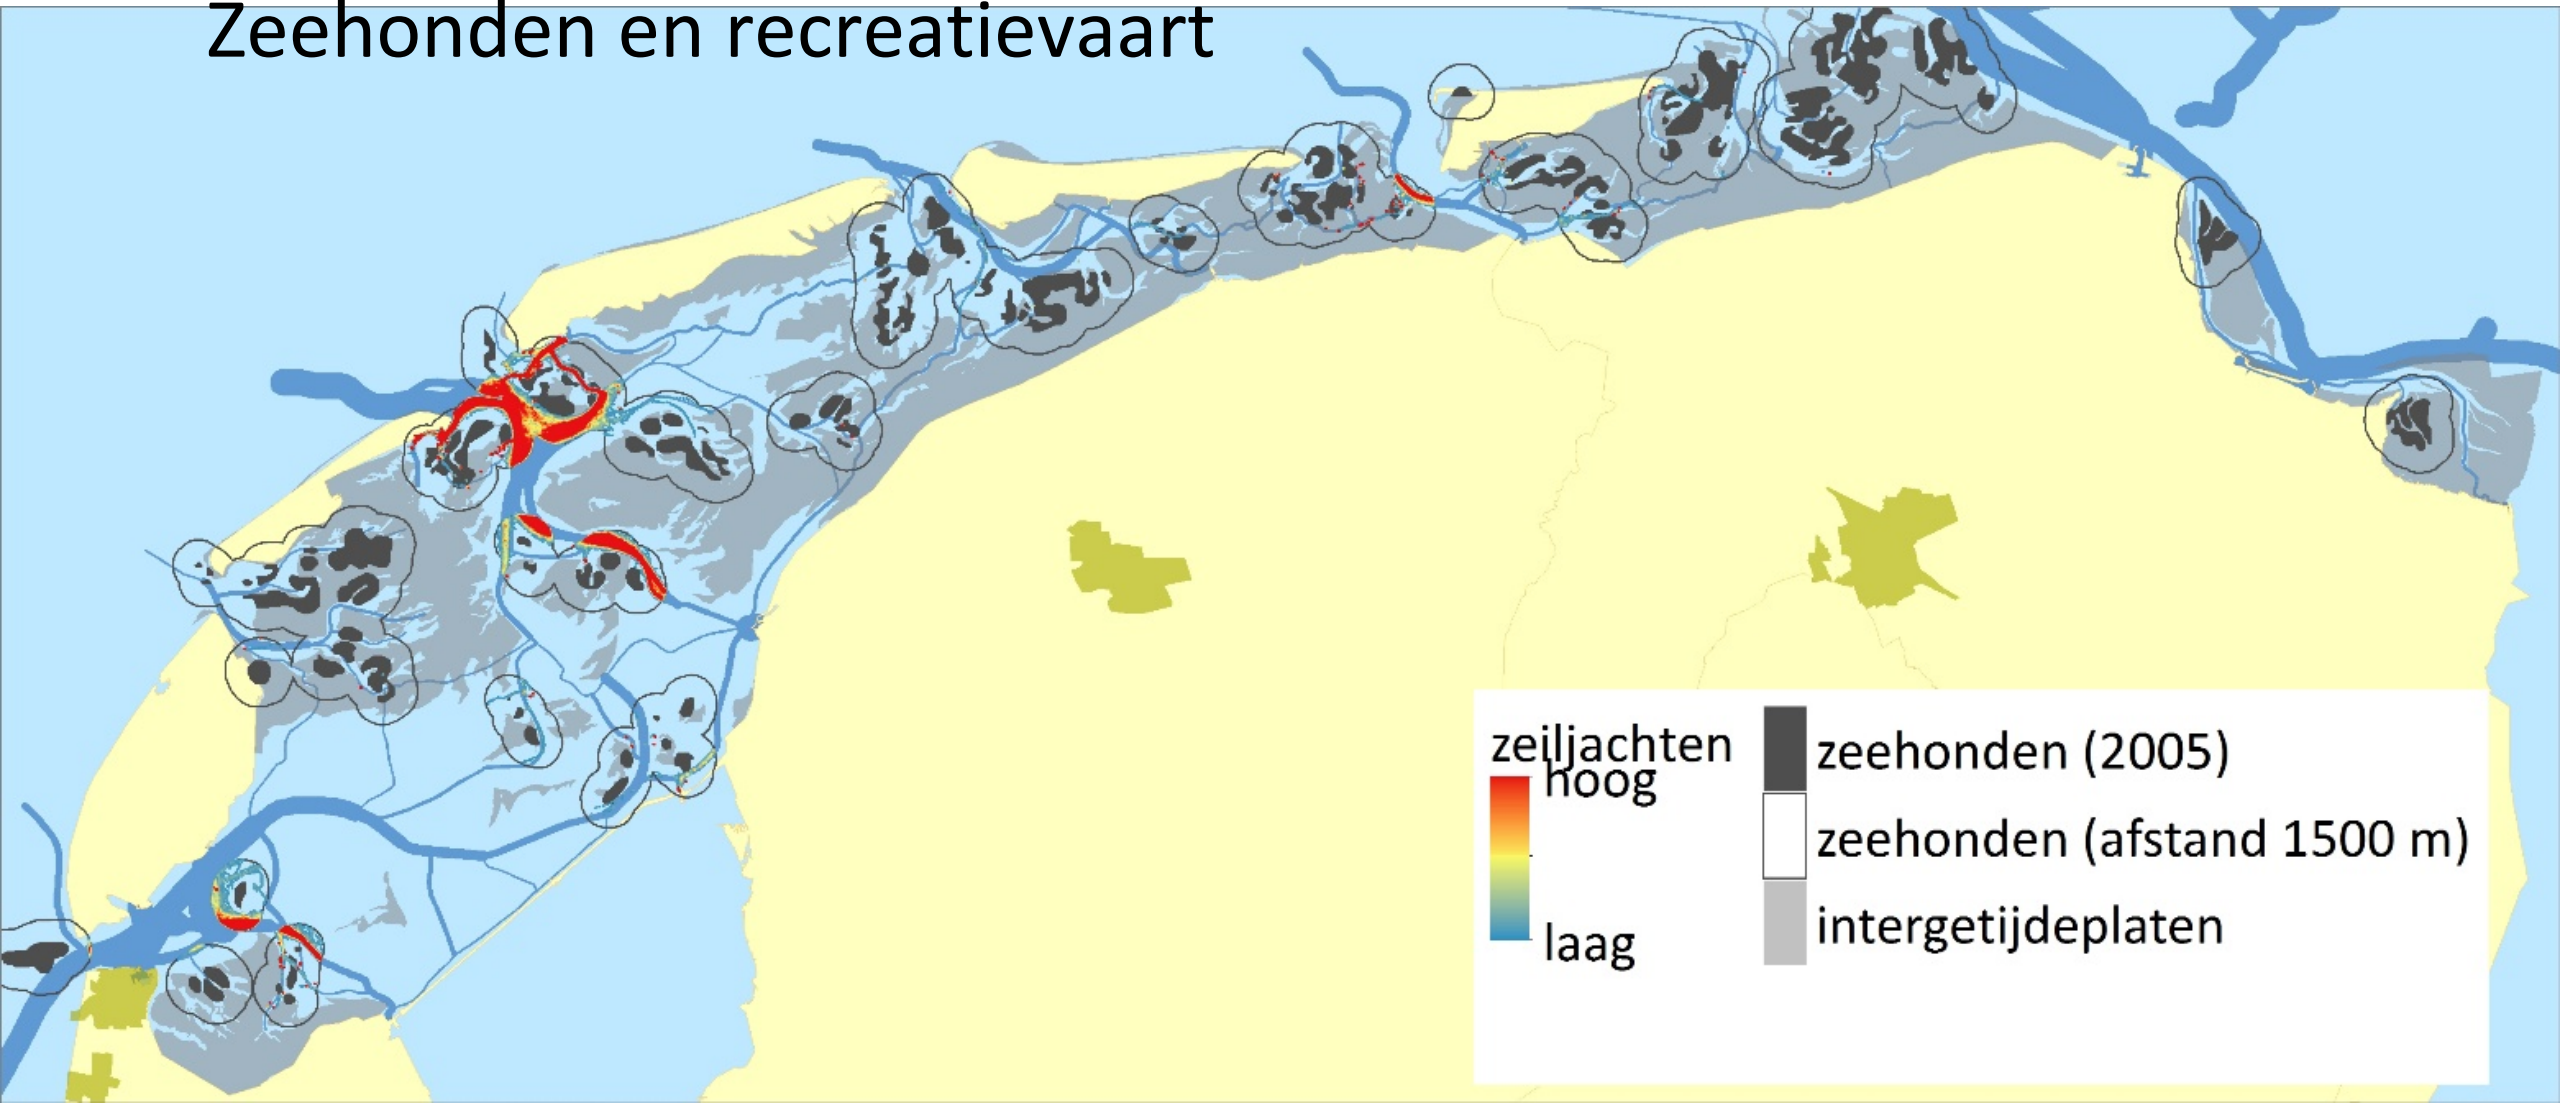 Zeehonden en recreatievaart
zeiljachten
hoog
laag
zeehonden (2005)
zeehonden (afstand 1500 m)
intergetijdeplaten